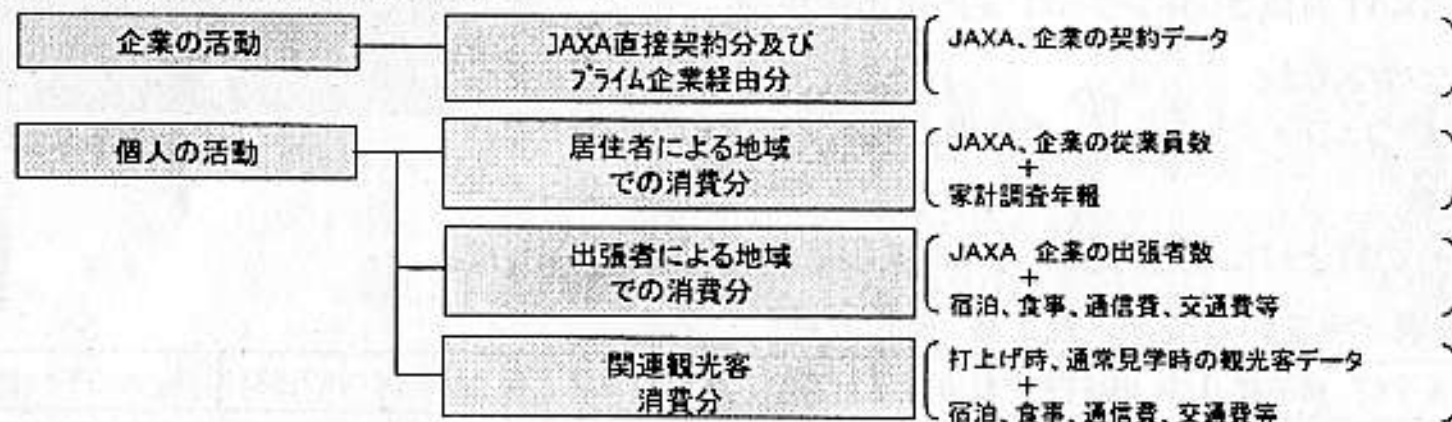 企業の活動
JAXA直接契約分及び
プライム企業経由分
JAXA、企業の契約データ
個人の活動
居住者による地域
での消費分
JAXA、企業の従業員数
+
家計調査年報
出張者による地域
での消費分
JAXA 企業の出張者数
+
宿泊、食事、通信費、交通費等
関連観光客
消費分
打上げ時、通常見学時の観光客データ
+
宿泊、食事、通信費、交通費等